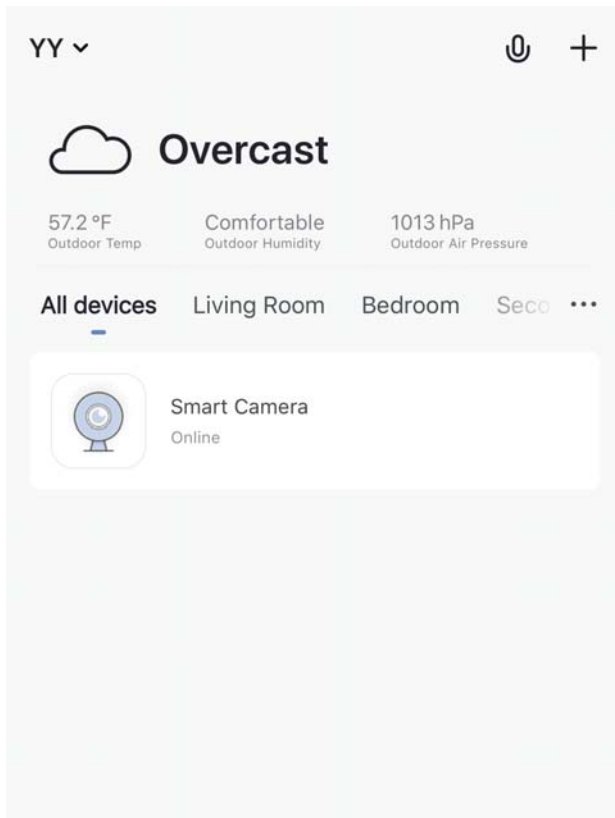 YY
Overcast
57.2 °F Comfortable 1013 hPa
Outdoor Temp Outdoor Humidity Outdoor Air Pressure
All devices Living Room Bedroom Seco ···
Smart Camera
Online